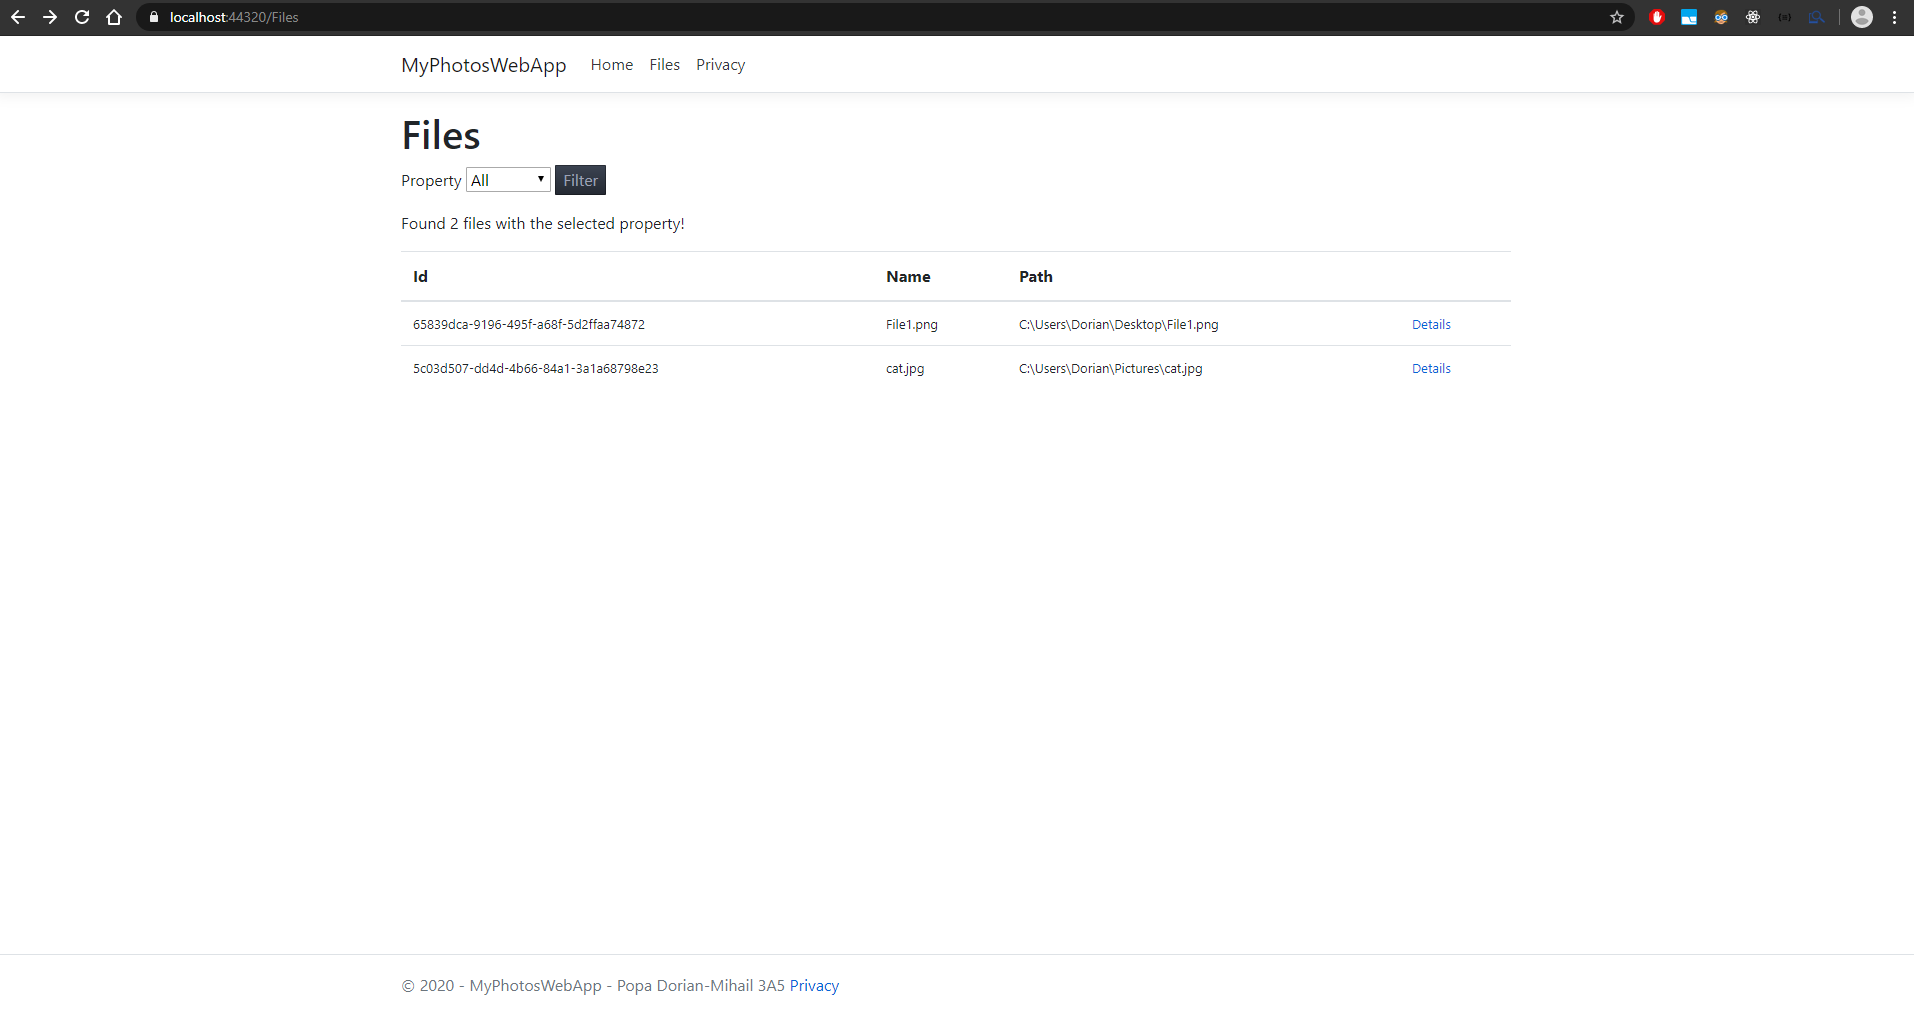 localhost:44320/Files
MyPhotosWebApp Home Files Privacy
Files
Property All Filter
Found 2 files with the selected property!
Id Name Path
65839dca-9196-495f-a68f-5d2ffaa74872 File1.png C:\Users\Dorian\Desktop\File1.png Details
5c03d507-dd4d-4b66-84a1-3a1a68798e23 cat.jpg C:\Users\Dorian\Pictures\cat.jpg Details
© 2020 - MyPhotosWebApp - Popa Dorian-Mihail 3A5 Privacy